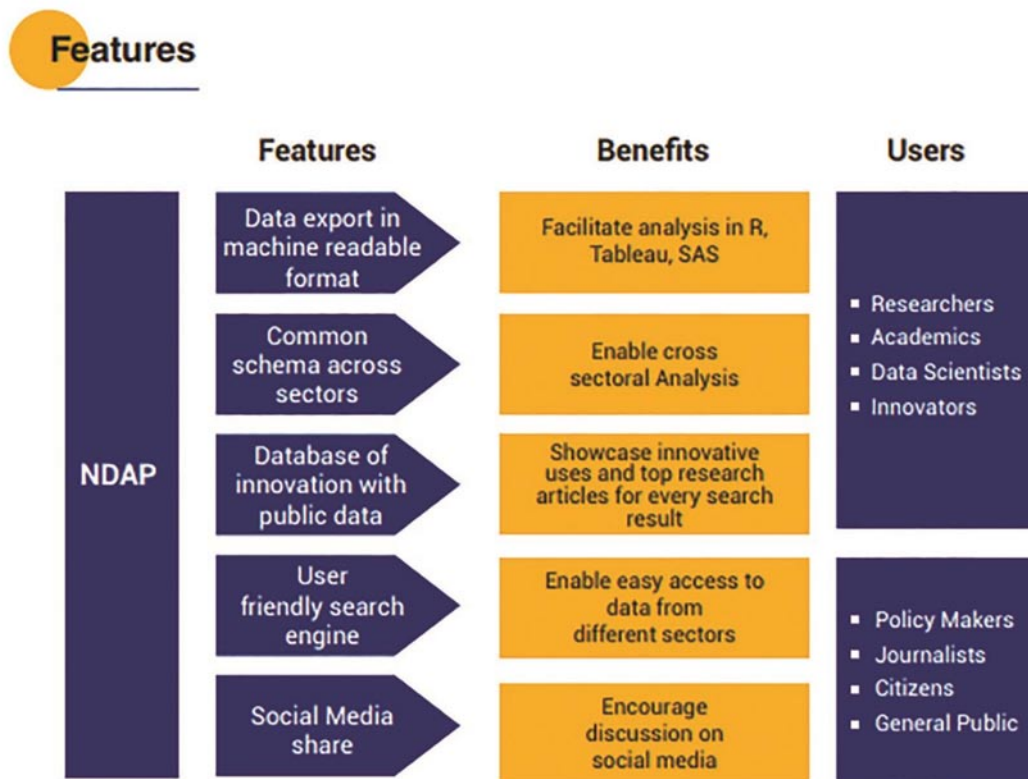 Features
Features
Benefits
Users
NDAP
Data export in
machine readable
format
Facilitate analysis in R,
Tableau, SAS
Common
schema across
sectors
Enable cross
sectoral Analysis
Database of
innovation with
public data
Showcase innovative
uses and top research
articles for every search
result
▪ Researchers
▪ Academics
▪ Data Scientists
▪ Innovators
User
friendly search
engine
Enable easy access to
data from
different sectors
Social Media
share
Encourage
discussion on
social media
▪ Policy Makers
▪ Journalists
▪ Citizens
▪ General Public